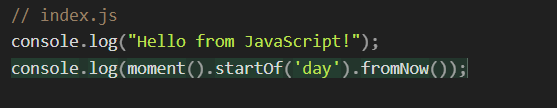 // index.js
console.log("Hello from JavaScript!");
console.log(moment().startOf('day').fromNow());